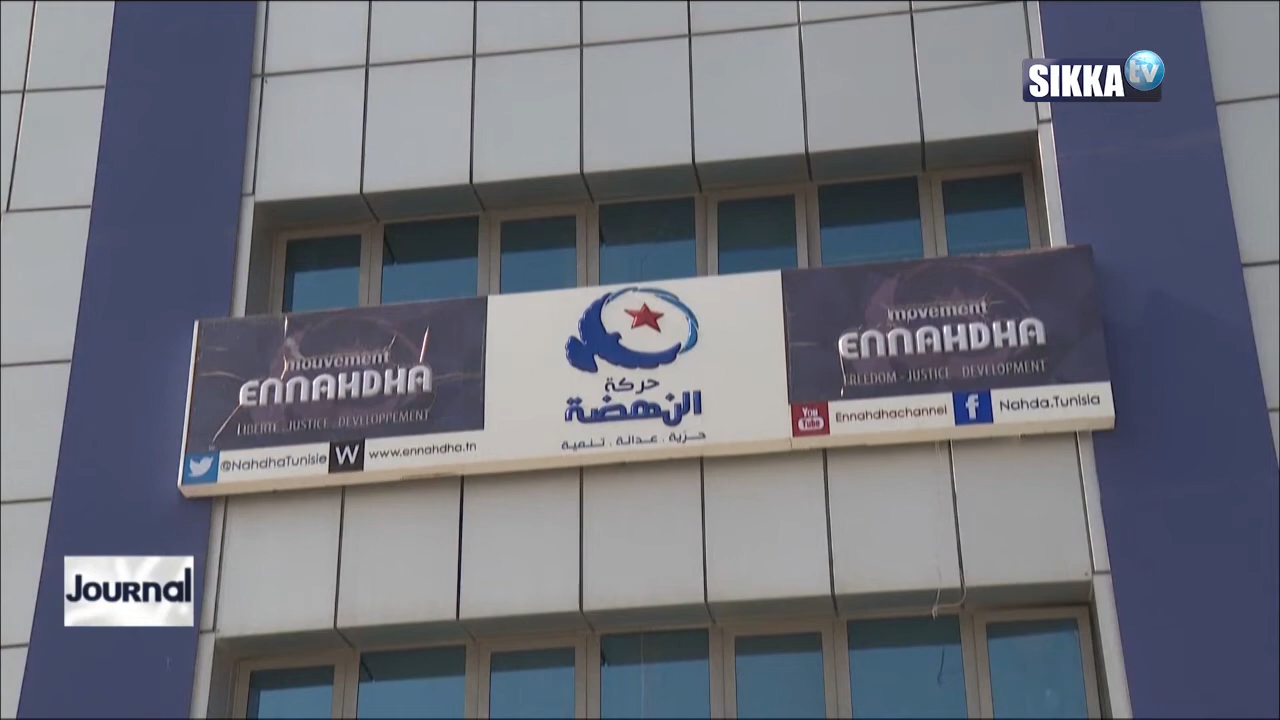 SIKKA tv
mouvement
ENNAHDHA
LIBERTE . JUSTICE . DEVELOPPEMENT
@NahdhaTunisie
W www.ennahdha.tn
حركة
النهضة
حرية . عدالة . تنمية
movement
ENNAHDHA
FREEDOM - JUSTICE . DEVELOPMENT
You Tube Ennahdhachannel
f Nahda.Tunisia
Journal